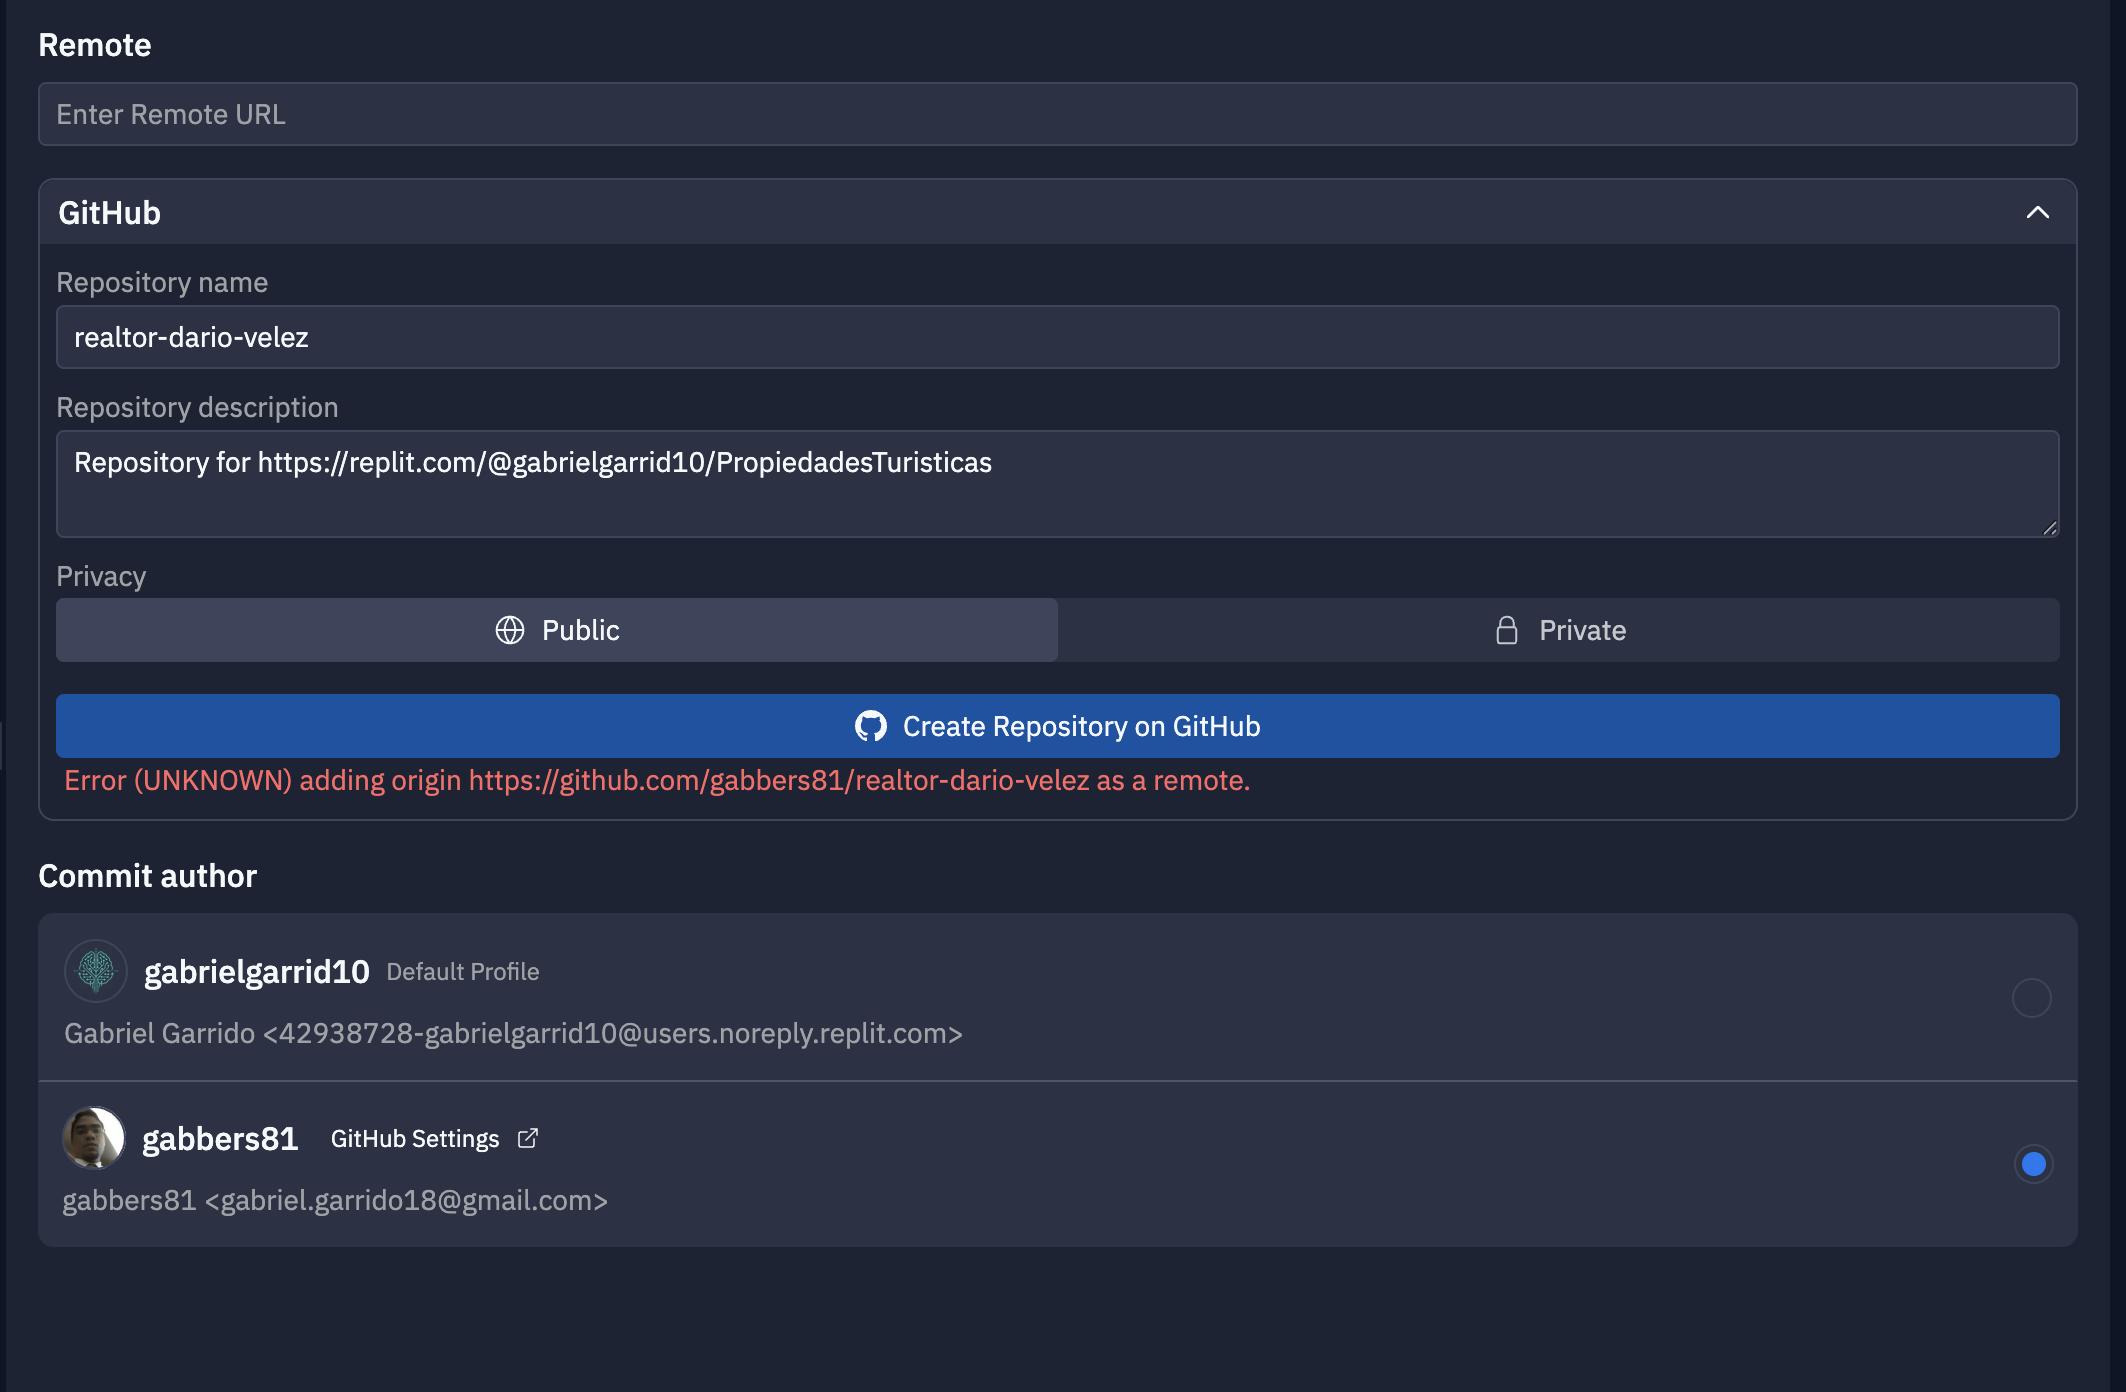 Remote
Enter Remote URL
GitHub
Repository name
realtor-dario-velez
Repository description
Repository for https://replit.com/@gabrielgarrid10/PropiedadesTuristicas
Privacy
Public
Private
Create Repository on GitHub
Error (UNKNOWN) adding origin https://github.com/gabbers81/realtor-dario-velez as a remote.
Commit author
gabrielgarrid10 Default Profile
Gabriel Garrido <42938728-gabrielgarrid10@users.noreply.replit.com>
gabbers81 GitHub Settings
gabbers81 <gabriel.garrido18@gmail.com>